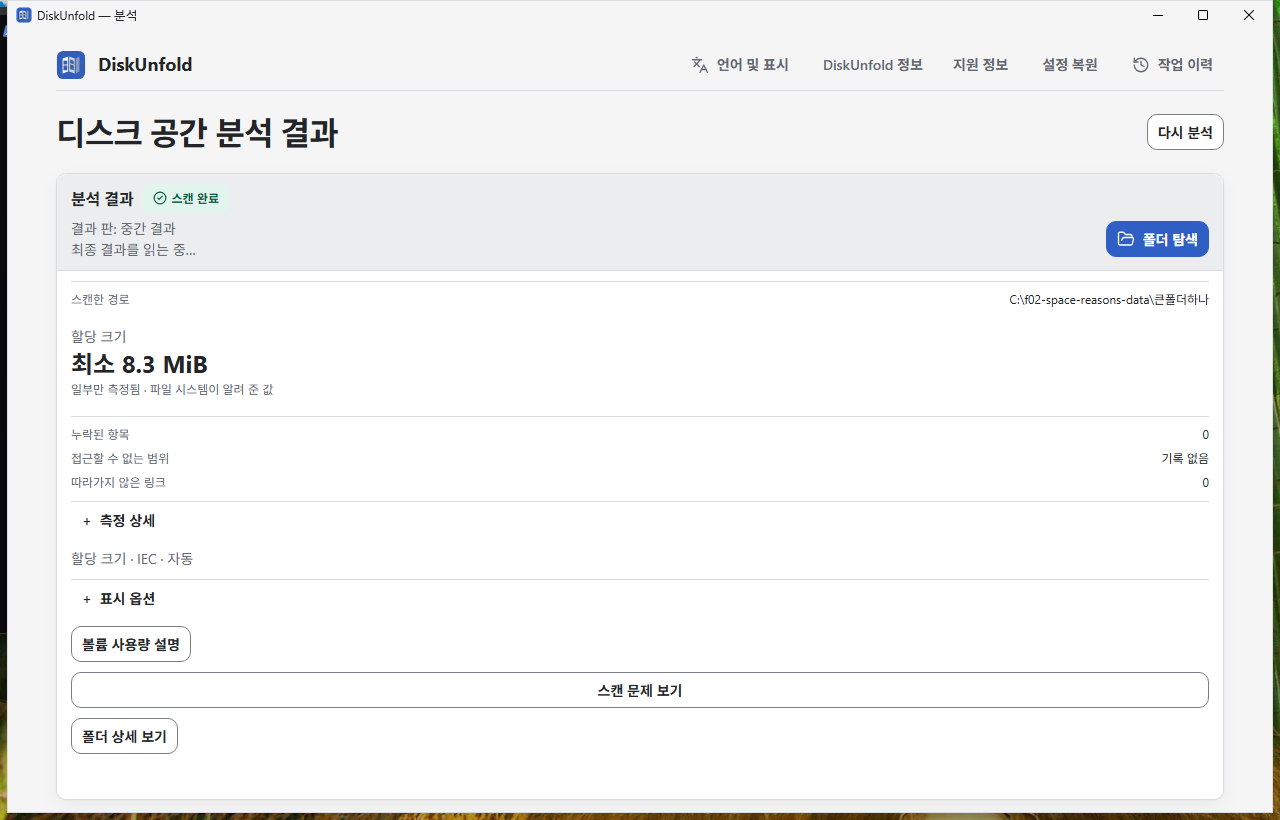 DiskUnfold — 분석
DiskUnfold
언어 및 표시
DiskUnfold 정보
지원 정보
설정 복원
작업 이력
디스크 공간 분석 결과
다시 분석
분석 결과
스캔 완료
결과 판: 중간 결과
최종 결과를 읽는 중...
폴더 탐색
스캔한 경로
C:\f02-space-reasons-data\큰폴더하나
할당 크기
최소 8.3 MiB
일부만 측정됨 · 파일 시스템이 알려 준 값
누락된 항목
0
접근할 수 없는 범위
기록 없음
따라가지 않은 링크
0
+ 측정 상세
할당 크기 · IEC · 자동
+ 표시 옵션
볼륨 사용량 설명
스캔 문제 보기
폴더 상세 보기